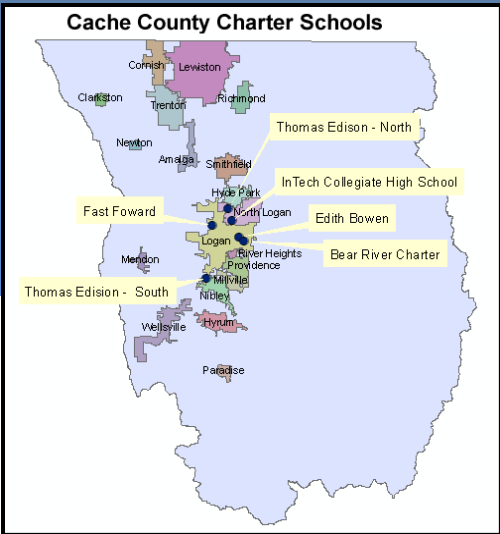 Cache County Charter Schools
Cornish
Lewiston
Clarkston
Trenton
Richmond
Thomas Edison - North
Newton
Amalga
Smithfield
InTech Collegiate High School
Hyde Park
Fast Foward
North Logan
Edith Bowen
Logan
Bear River Charter
River Heights
Mendon
Providence
Thomas Edision - South
Millville
Nibley
Wellsville
Hyrum
Paradise